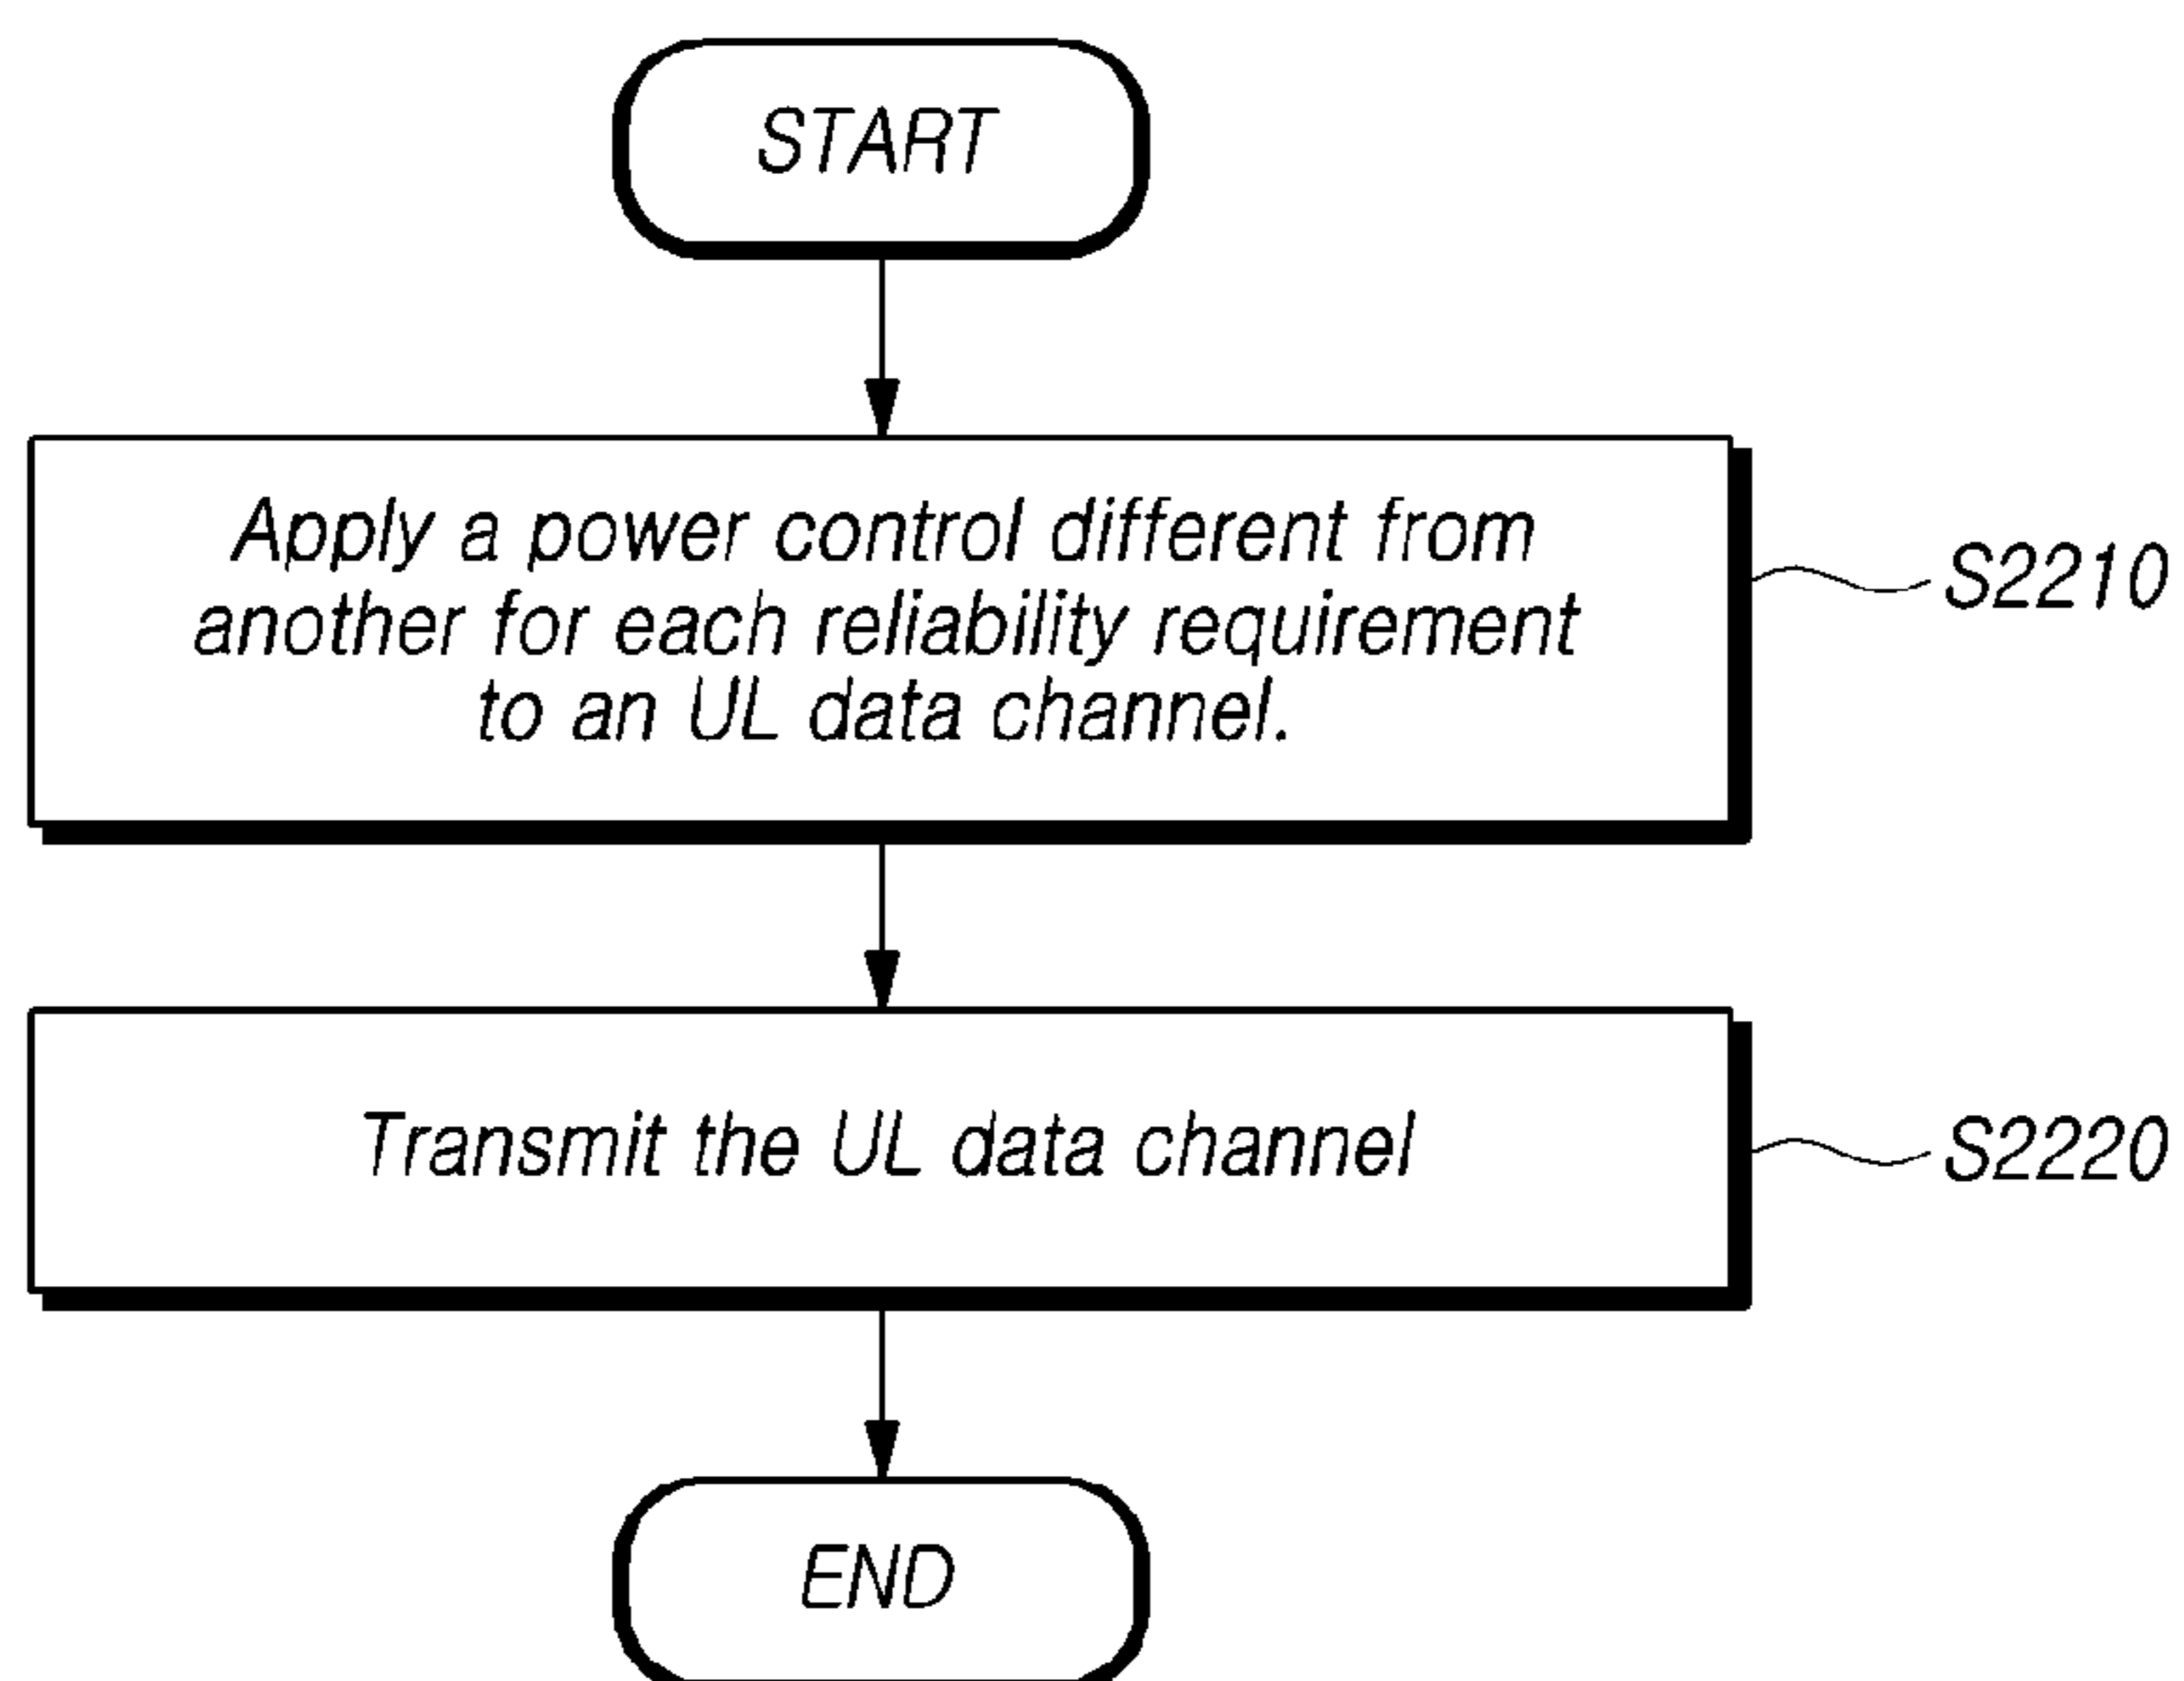 START
Apply a power control different from
another for each reliability requirement
to an UL data channel.
S2210
Transmit the UL data channel
S2220
END